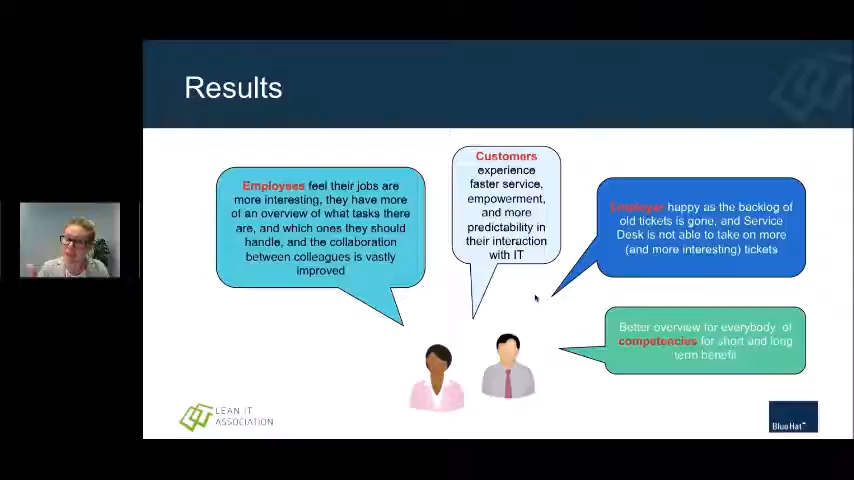 Results
Employees feel their jobs are
more interesting, they have more
of an overview of what tasks there
are, and which ones they should
handle, and the collaboration
between colleagues is vastly
improved
Customers
experience
faster service,
empowerment,
and more
predictability in
their interaction
with IT
Employer happy as the backlog of
old tickets is gone, and Service
Desk is not able to take on more
(and more interesting) tickets
Better overview for everybody of
competencies for short and long
term benefit
LEAN IT
ASSOCIATION
BlueHat